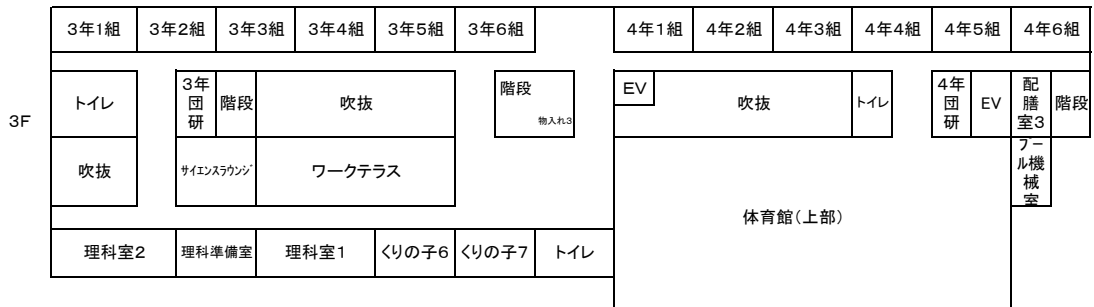 3年1組 3年2組 3年3組 3年4組 3年5組 3年6組 4年1組 4年2組 4年3組 4年4組 4年5組 4年6組
3F
トイレ
3年
団
研
階段
吹抜
階段
物入れ3
EV
吹抜
トイレ
4年
団
研
EV
配
膳
室3
階段
吹抜
サイエンスラウンジ
ワークテラス
プール機
械
室
体育館(上部)
理科室2 理科準備室 理科室1 くりの子6 くりの子7 トイレ